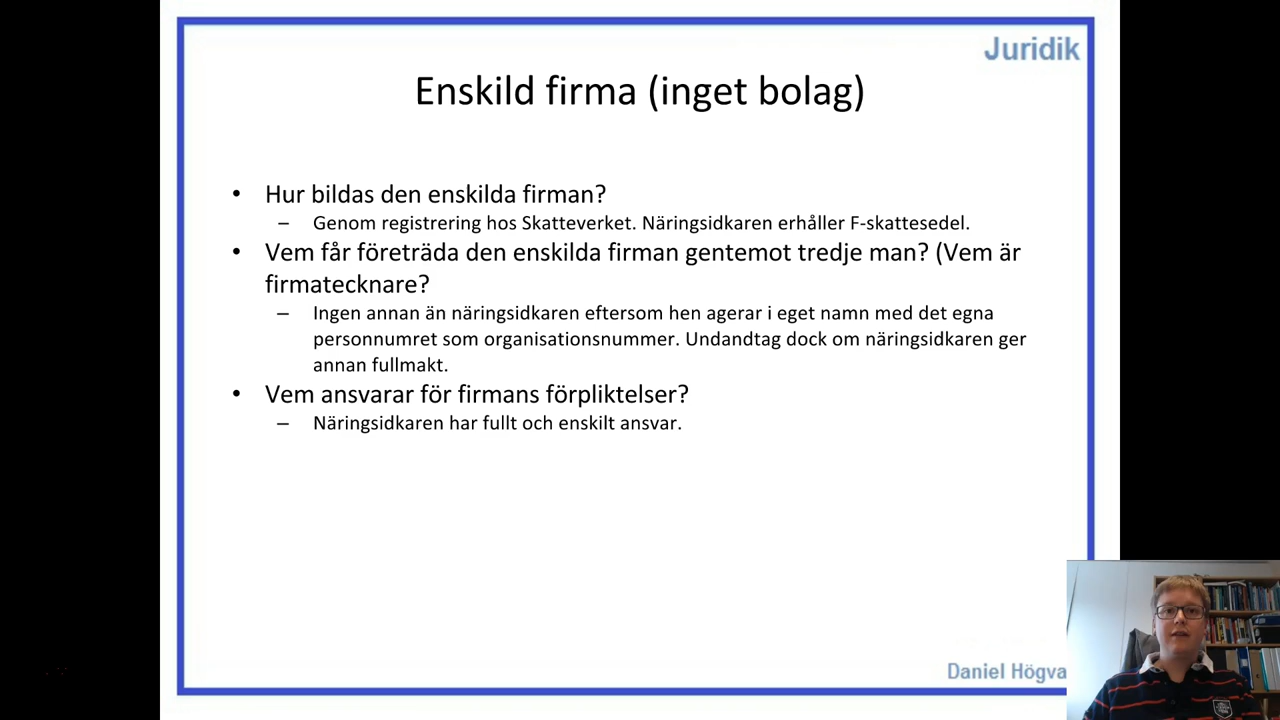 Juridik
Enskild firma (inget bolag)
• Hur bildas den enskilda firman?
– Genom registrering hos Skatteverket. Näringsidkaren erhåller F-skattesedel.
• Vem får företräda den enskilda firman gentemot tredje man? (Vem är
firmatecknare?
– Ingen annan än näringsidkaren eftersom hen agerar i eget namn med det egna
personnumret som organisationsnummer. Undandtag dock om näringsidkaren ger
annan fullmakt.
• Vem ansvarar för firmans förpliktelser?
– Näringsidkaren har fullt och enskilt ansvar.
Daniel Högva